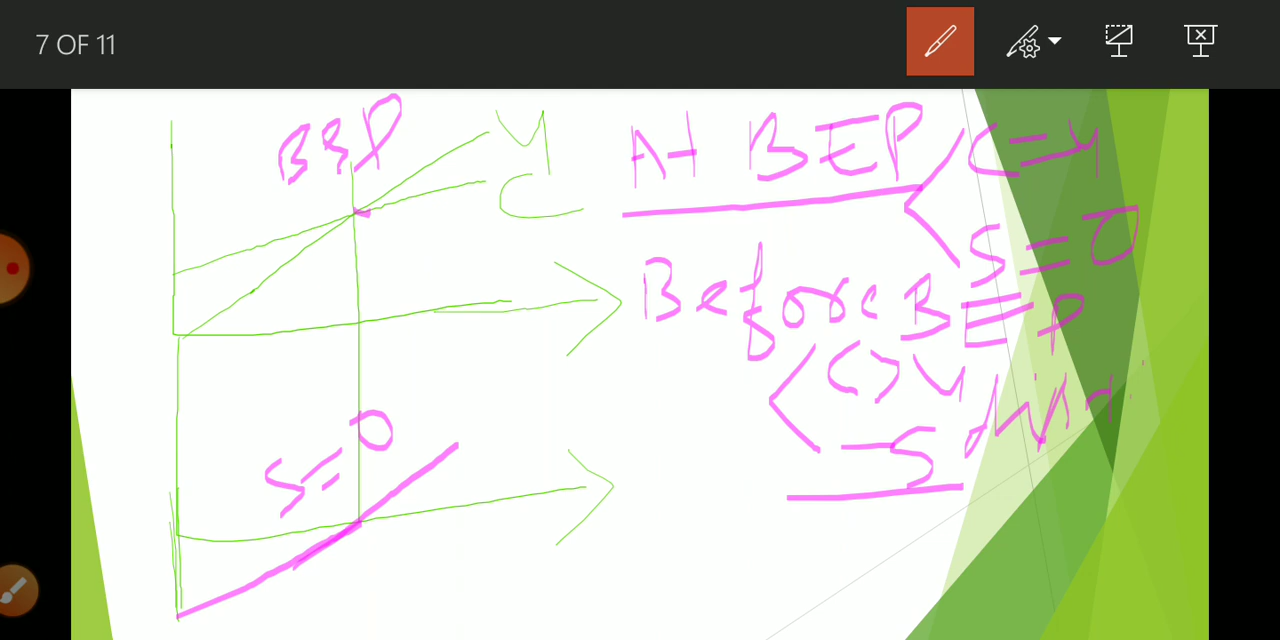 7 OF 11
BEP
Y
C
At BEP
C=Y
S=0
Before BEP
C>Y
-S
S=0